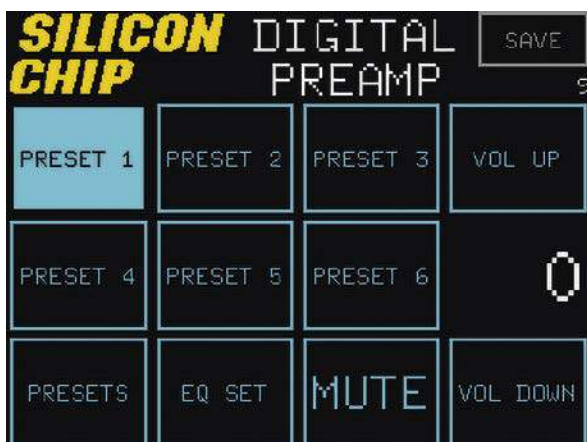 SILICON DIGITAL SAVE
CHIP PREAMP
PRESET 1 PRESET 2 PRESET 3 VOL UP
PRESET 4 PRESET 5 PRESET 6 0
PRESETS EQ SET MUTE VOL DOWN